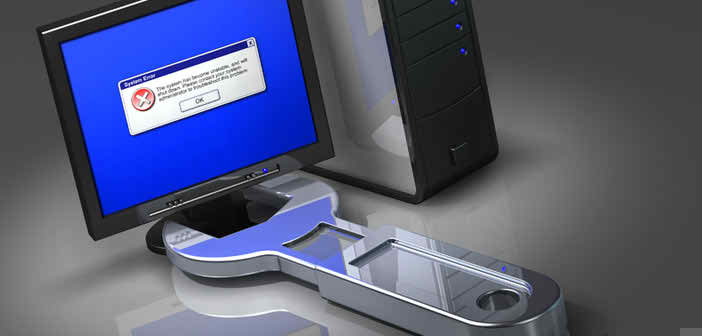 System Error
The system has become unstable, and will
shut down. Please contact your system
administrator to troubleshoot this problem.
OK